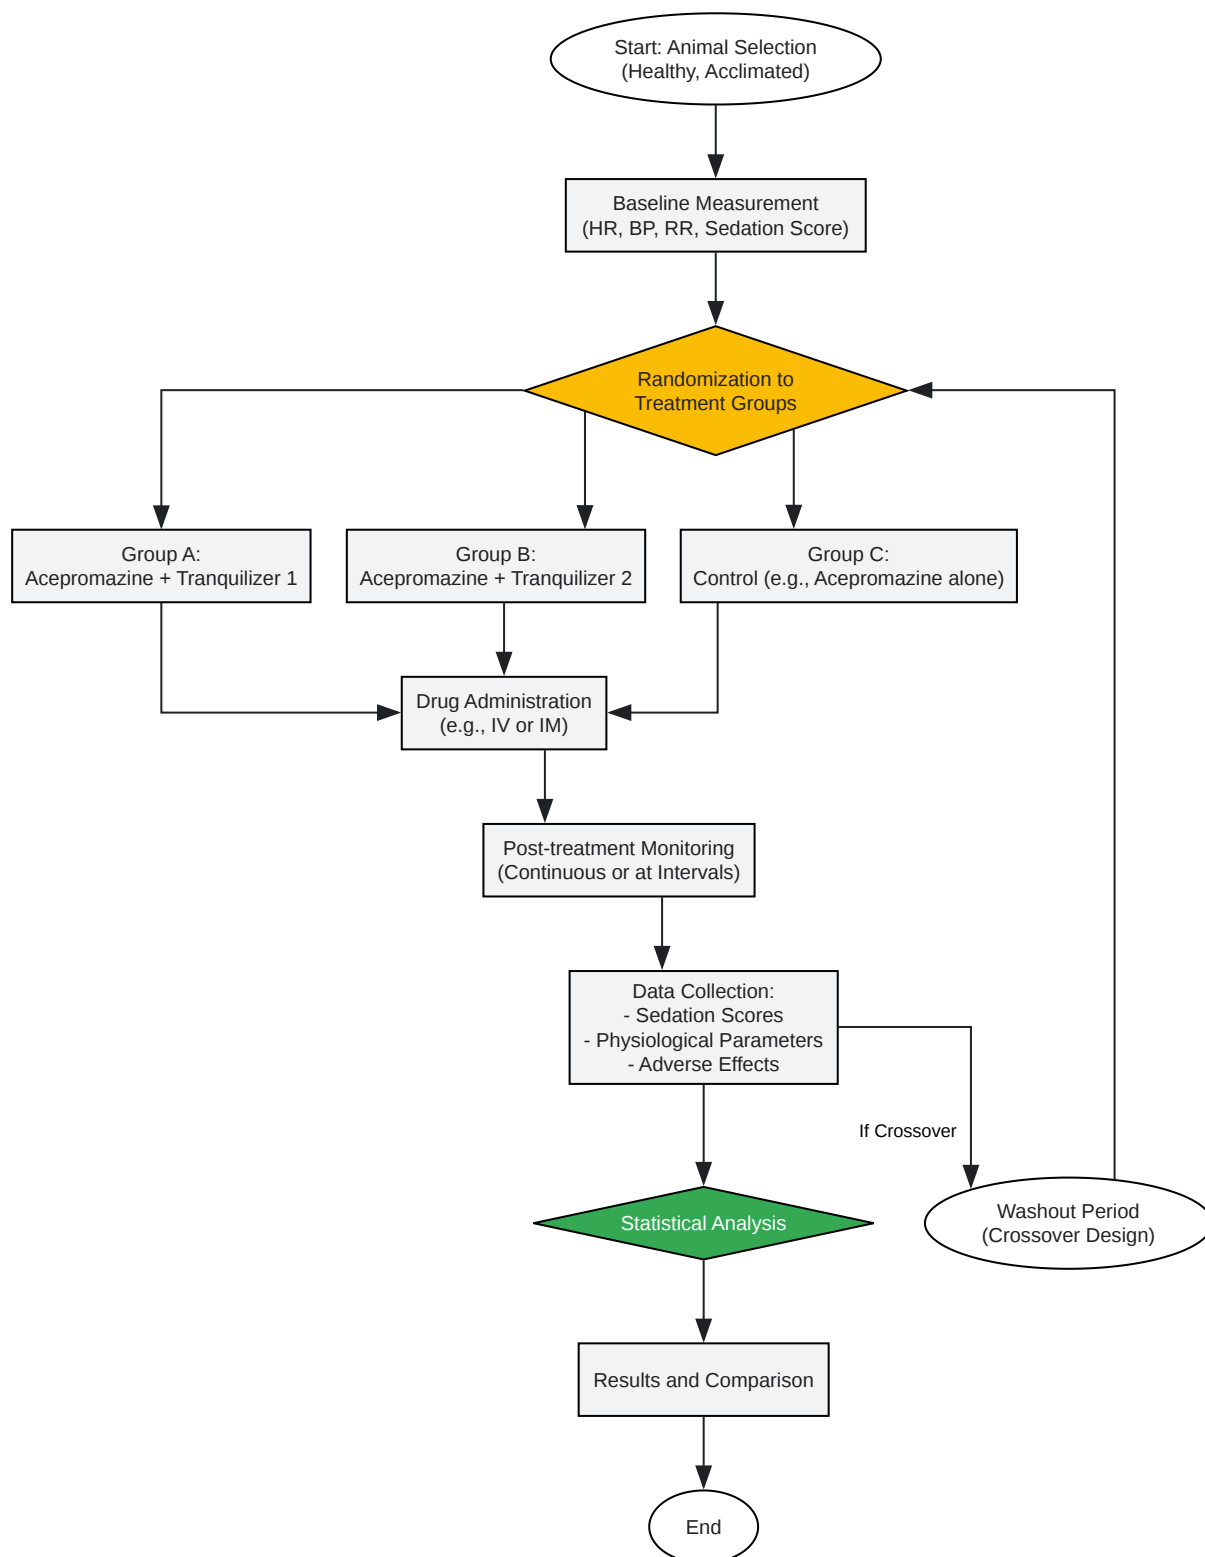 Start: Animal Selection
(Healthy, Acclimated)
Baseline Measurement
(HR, BP, RR, Sedation Score)
Randomization to
Treatment Groups
Group A:
Acepromazine + Tranquilizer 1
Group B:
Acepromazine + Tranquilizer 2
Group C:
Control (e.g., Acepromazine alone)
Drug Administration
(e.g., IV or IM)
Post-treatment Monitoring
(Continuous or at Intervals)
Data Collection:
- Sedation Scores
- Physiological Parameters
- Adverse Effects
If Crossover
Washout Period
(Crossover Design)
Statistical Analysis
Results and Comparison
End